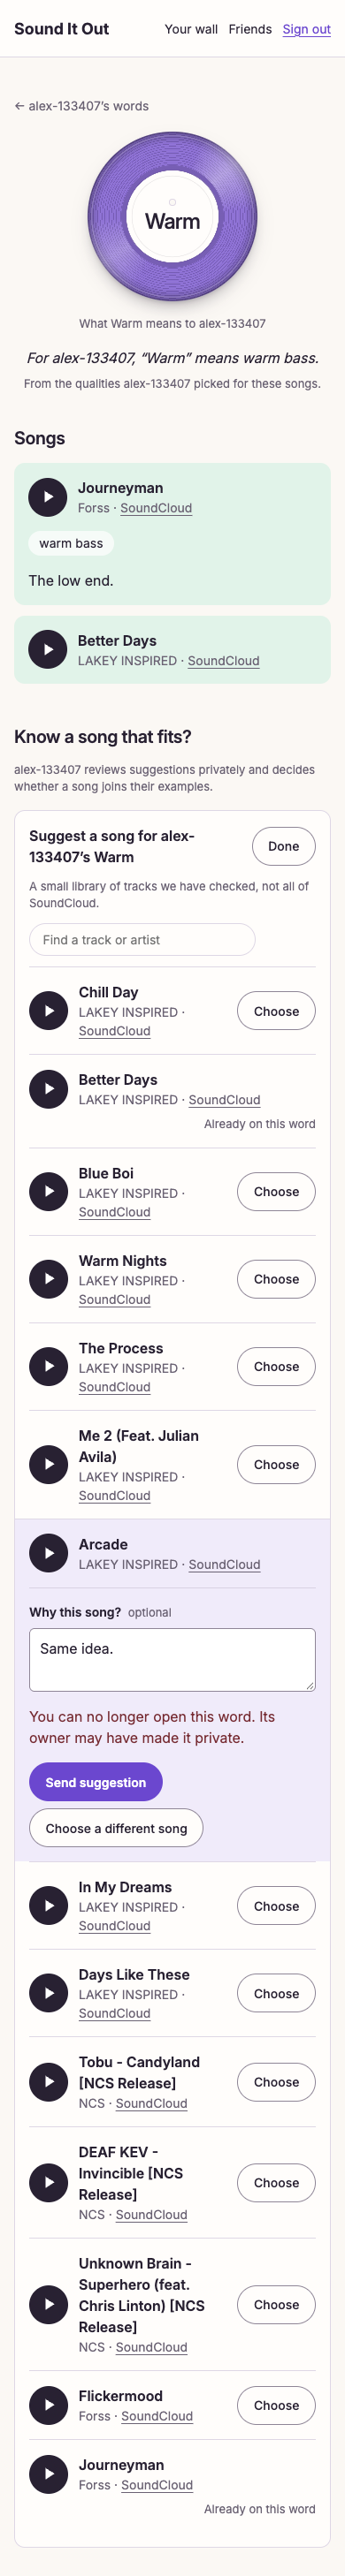 Sound It Out
Your wall Friends Sign out
← alex-133407's words
Warm
What Warm means to alex-133407
For alex-133407, “Warm” means warm bass.
From the qualities alex-133407 picked for these songs.
Songs
Journeyman
Forss · SoundCloud
warm bass
The low end.
Better Days
LAKEY INSPIRED · SoundCloud
Know a song that fits?
alex-133407 reviews suggestions privately and decides
whether a song joins their examples.
Suggest a song for alex-
133407’s Warm
Done
A small library of tracks we have checked, not all of
SoundCloud.
Find a track or artist
Chill Day
LAKEY INSPIRED ·
SoundCloud
Choose
Better Days
LAKEY INSPIRED · SoundCloud
Already on this word
Blue Boi
LAKEY INSPIRED ·
SoundCloud
Choose
Warm Nights
LAKEY INSPIRED ·
SoundCloud
Choose
The Process
LAKEY INSPIRED ·
SoundCloud
Choose
Me 2 (Feat. Julian
Avila)
LAKEY INSPIRED ·
SoundCloud
Choose
Arcade
LAKEY INSPIRED · SoundCloud
Why this song? optional
Same idea.
You can no longer open this word. Its
owner may have made it private.
Send suggestion
Choose a different song
In My Dreams
LAKEY INSPIRED ·
SoundCloud
Choose
Days Like These
LAKEY INSPIRED ·
SoundCloud
Choose
Tobu - Candyland
[NCS Release]
NCS · SoundCloud
Choose
DEAF KEV -
Invincible [NCS
Release]
NCS · SoundCloud
Choose
Unknown Brain -
Superhero (feat.
Chris Linton) [NCS
Release]
NCS · SoundCloud
Choose
Flickermood
Forss · SoundCloud
Choose
Journeyman
Forss · SoundCloud
Already on this word